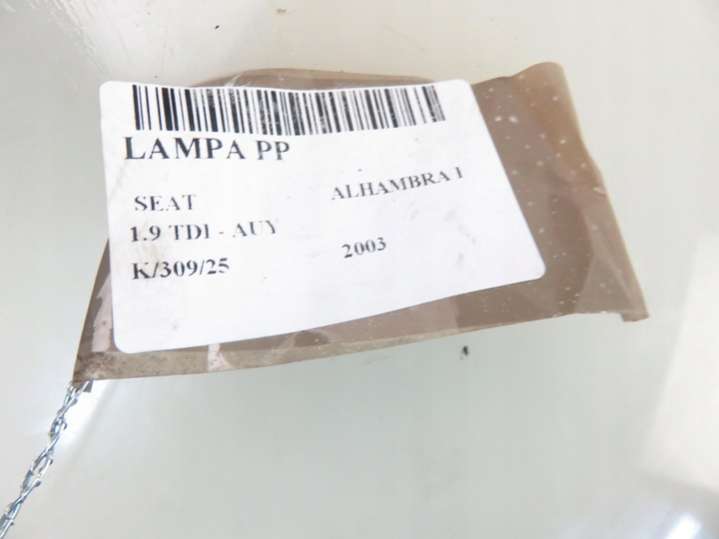 LAMPA PP
SEAT ALHAMBRA I
1.9 TDI - AUY
K/309/25 2003